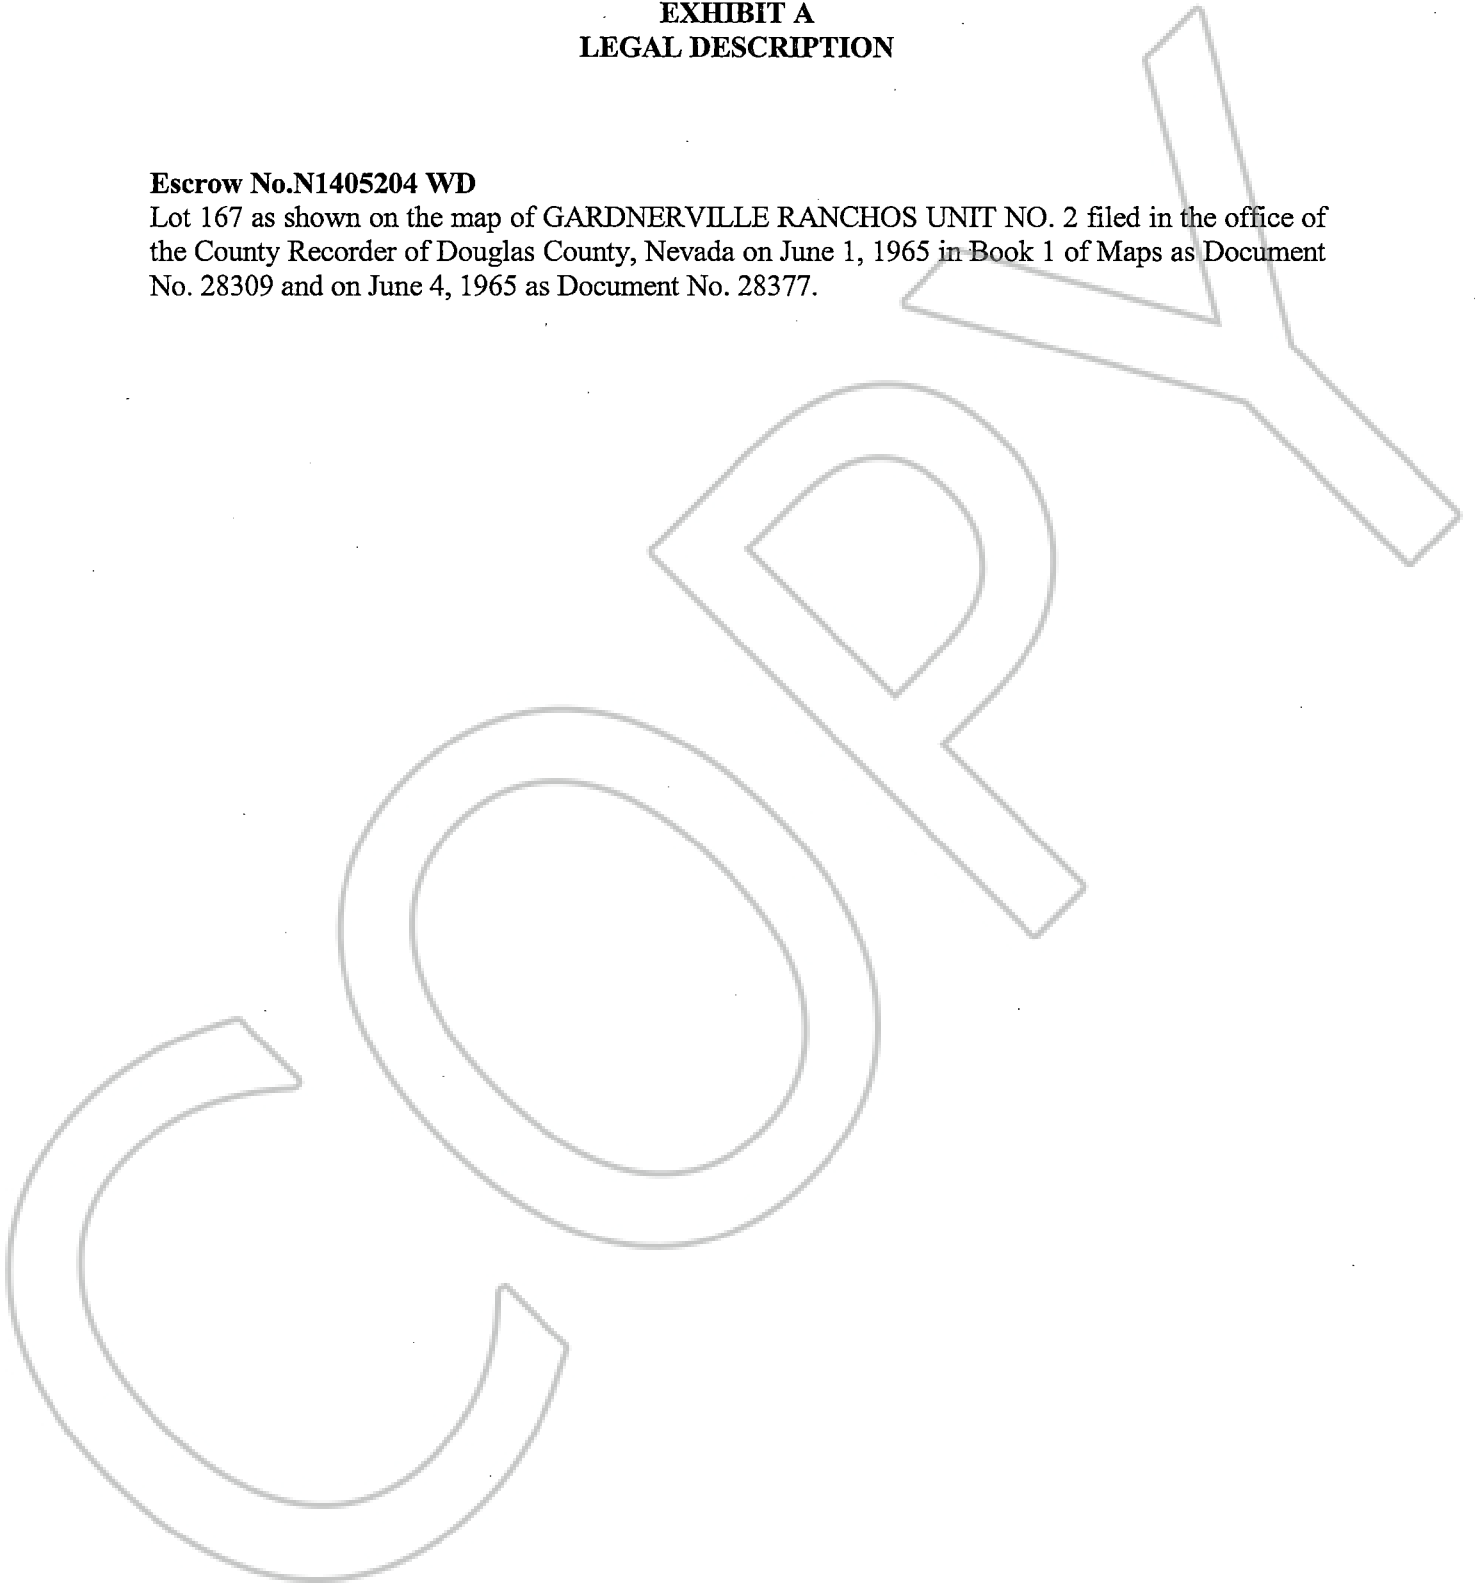 EXHIBIT A
LEGAL DESCRIPTION
Escrow No.N1405204 WD
Lot 167 as shown on the map of GARDNERVILLE RANCHOS UNIT NO. 2 filed in the office of
the County Recorder of Douglas County, Nevada on June 1, 1965 in Book 1 of Maps as Document
No. 28309 and on June 4, 1965 as Document No. 28377.
COPY